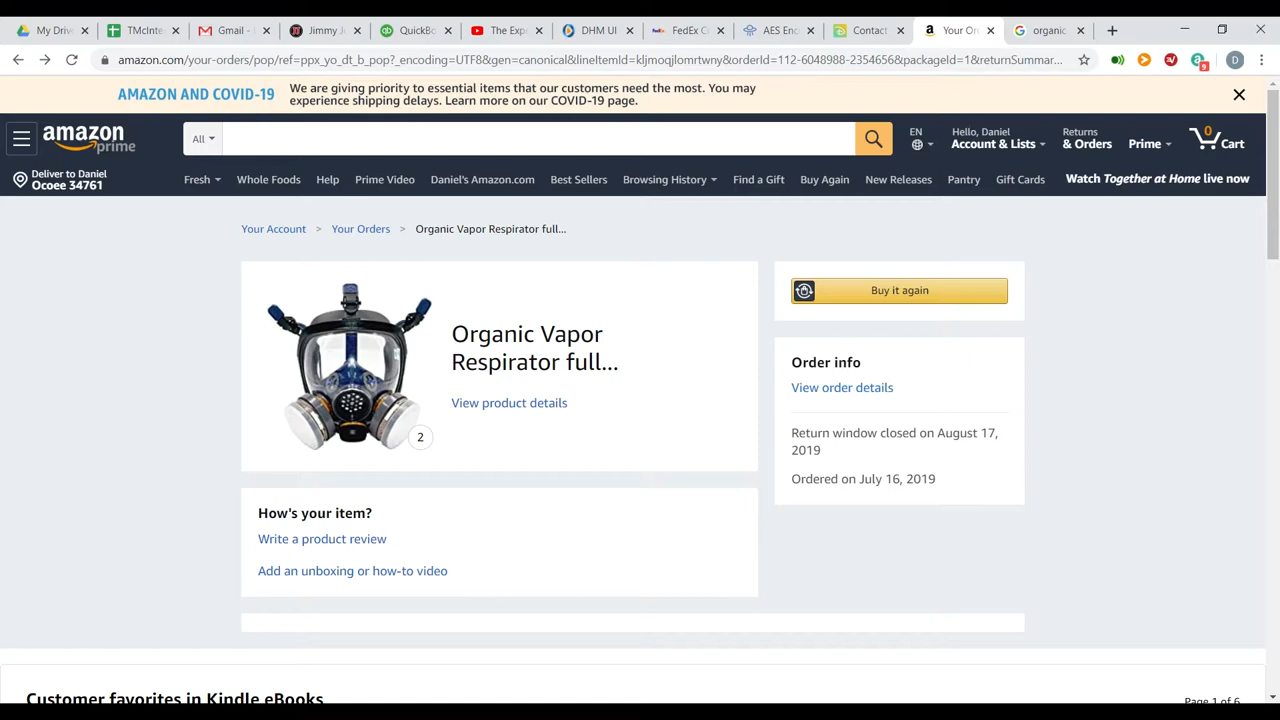 My Drive
TMcInte
Gmail -
Jimmy Jo
QuickBo
The Exp
DHM UI
FedEx C
AES Enc
Contact
Your Or
organic
amazon.com/your-orders/pop/ref=ppx_yo_dt_b_pop?_encoding=UTF8&gen=canonical&lineItemId=kljmoqjlomrtwny&orderId=112-6048988-2354656&packageId=1&returnSummar...
9
D
AMAZON AND COVID-19
We are giving priority to essential items that our customers need the most. You may
experience shipping delays. Learn more on our COVID-19 page.
amazon
prime
All
EN
Hello, Daniel
Account & Lists
Returns
& Orders
Prime
0
Cart
Deliver to Daniel
Ocoee 34761
Fresh
Whole Foods
Help
Prime Video
Daniel's Amazon.com
Best Sellers
Browsing History
Find a Gift
Buy Again
New Releases
Pantry
Gift Cards
Watch Together at Home live now
Your Account > Your Orders > Organic Vapor Respirator full...
Organic Vapor
Respirator full...
View product details
2
Buy it again
Order info
View order details
Return window closed on August 17,
2019
Ordered on July 16, 2019
How's your item?
Write a product review
Add an unboxing or how-to video
Customer favorites in Kindle eBooks
Page 1 of 6